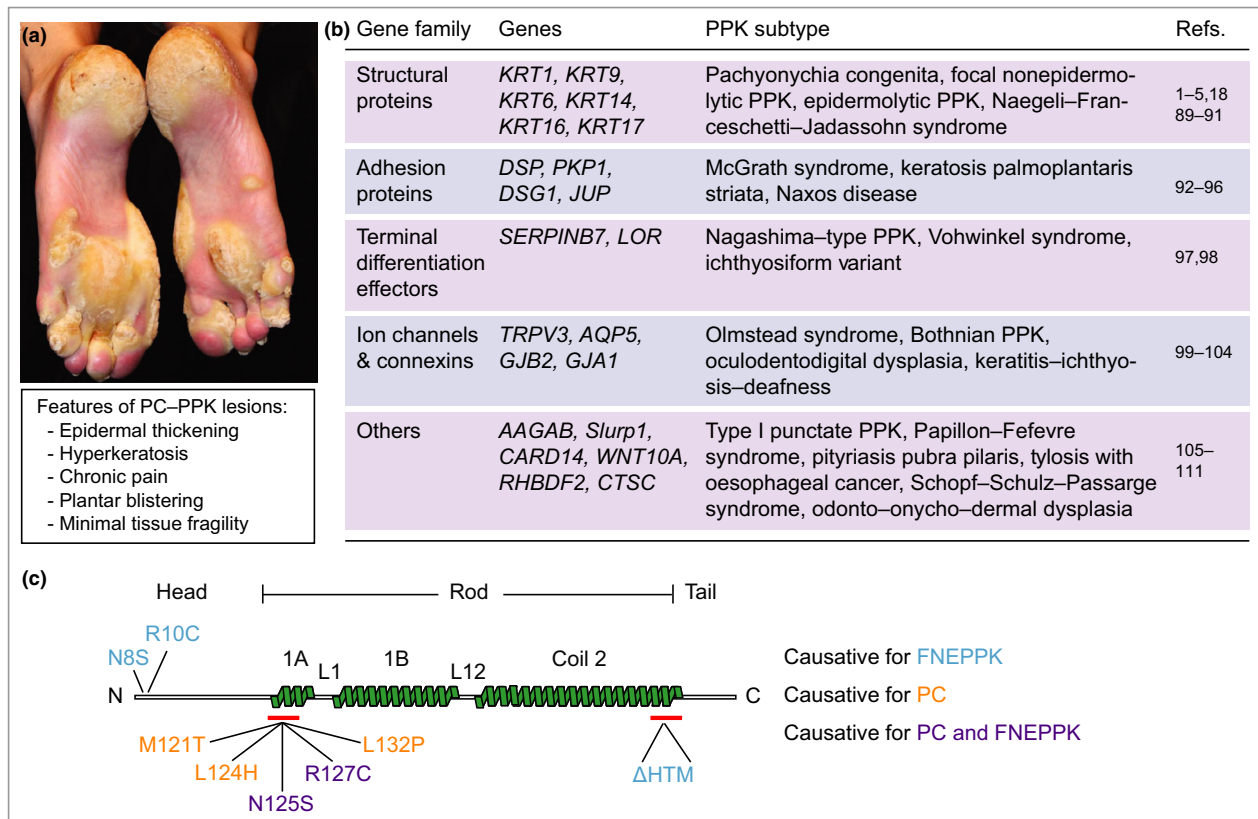 (a)
Features of PC–PPK lesions:
- Epidermal thickening
- Hyperkeratosis
- Chronic pain
- Plantar blistering
- Minimal tissue fragility
(b) Gene family Genes PPK subtype Refs.
Structural proteins
KRT1, KRT9,
KRT6, KRT14,
KRT16, KRT17
Pachyonychia congenita, focal nonepidermo-
lytic PPK, epidermolytic PPK, Naegeli–Fran-
ceschetti–Jadassohn syndrome
1–5,18
89–91
Adhesion
proteins
DSP, PKP1,
DSG1, JUP
McGrath syndrome, keratosis palmoplantaris
striata, Naxos disease
92–96
Terminal
differentiation
effectors
SERPINB7, LOR
Nagashima–type PPK, Vohwinkel syndrome,
ichthyosiform variant
97,98
Ion channels
& connexins
TRPV3, AQP5,
GJB2, GJA1
Olmstead syndrome, Bothnian PPK,
oculodentodigital dysplasia, keratitis–ichthyo-
sis–deafness
99–104
Others
AAGAB, Slurp1,
CARD14, WNT10A,
RHBDF2, CTSC
Type I punctate PPK, Papillon–Fefevre
syndrome, pityriasis pubra pilaris, tylosis with
oesophageal cancer, Schopf–Schulz–Passarge
syndrome, odonto–onycho–dermal dysplasia
105–
111
(c)
Head Rod Tail
R10C
N8S
1A L1 1B L12 Coil 2
N C
M121T
L124H
N125S
R127C
L132P
ΔHTM
Causative for FNEPPK
Causative for PC
Causative for PC and FNEPPK